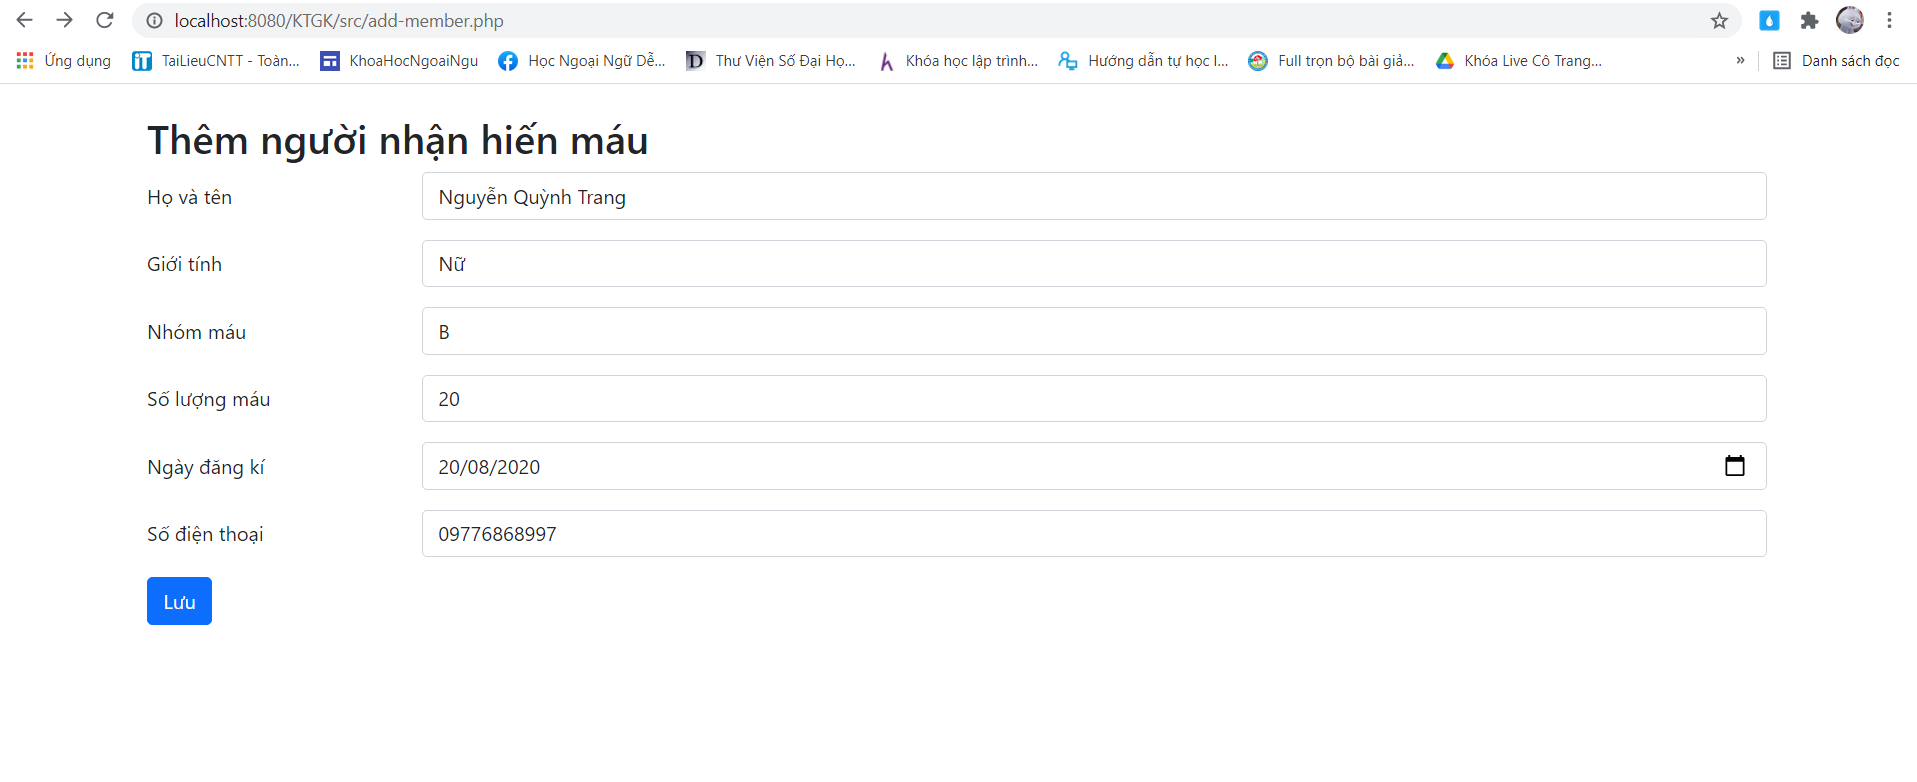 localhost:8080/KTGK/src/add-member.php
Ứng dụng TaiLieuCNTT - Toàn... KhoaHocNgoaiNgu Học Ngoại Ngữ Dễ... Thư Viện Số Đại Họ... Khóa học lập trình... Hướng dẫn tự học l... Full trọn bộ bài giả... Khóa Live Cô Trang... » Danh sách đọc
Thêm người nhận hiến máu
Họ và tên Nguyễn Quỳnh Trang
Giới tính Nữ
Nhóm máu B
Số lượng máu 20
Ngày đăng kí 20/08/2020
Số điện thoại 09776868997
Lưu